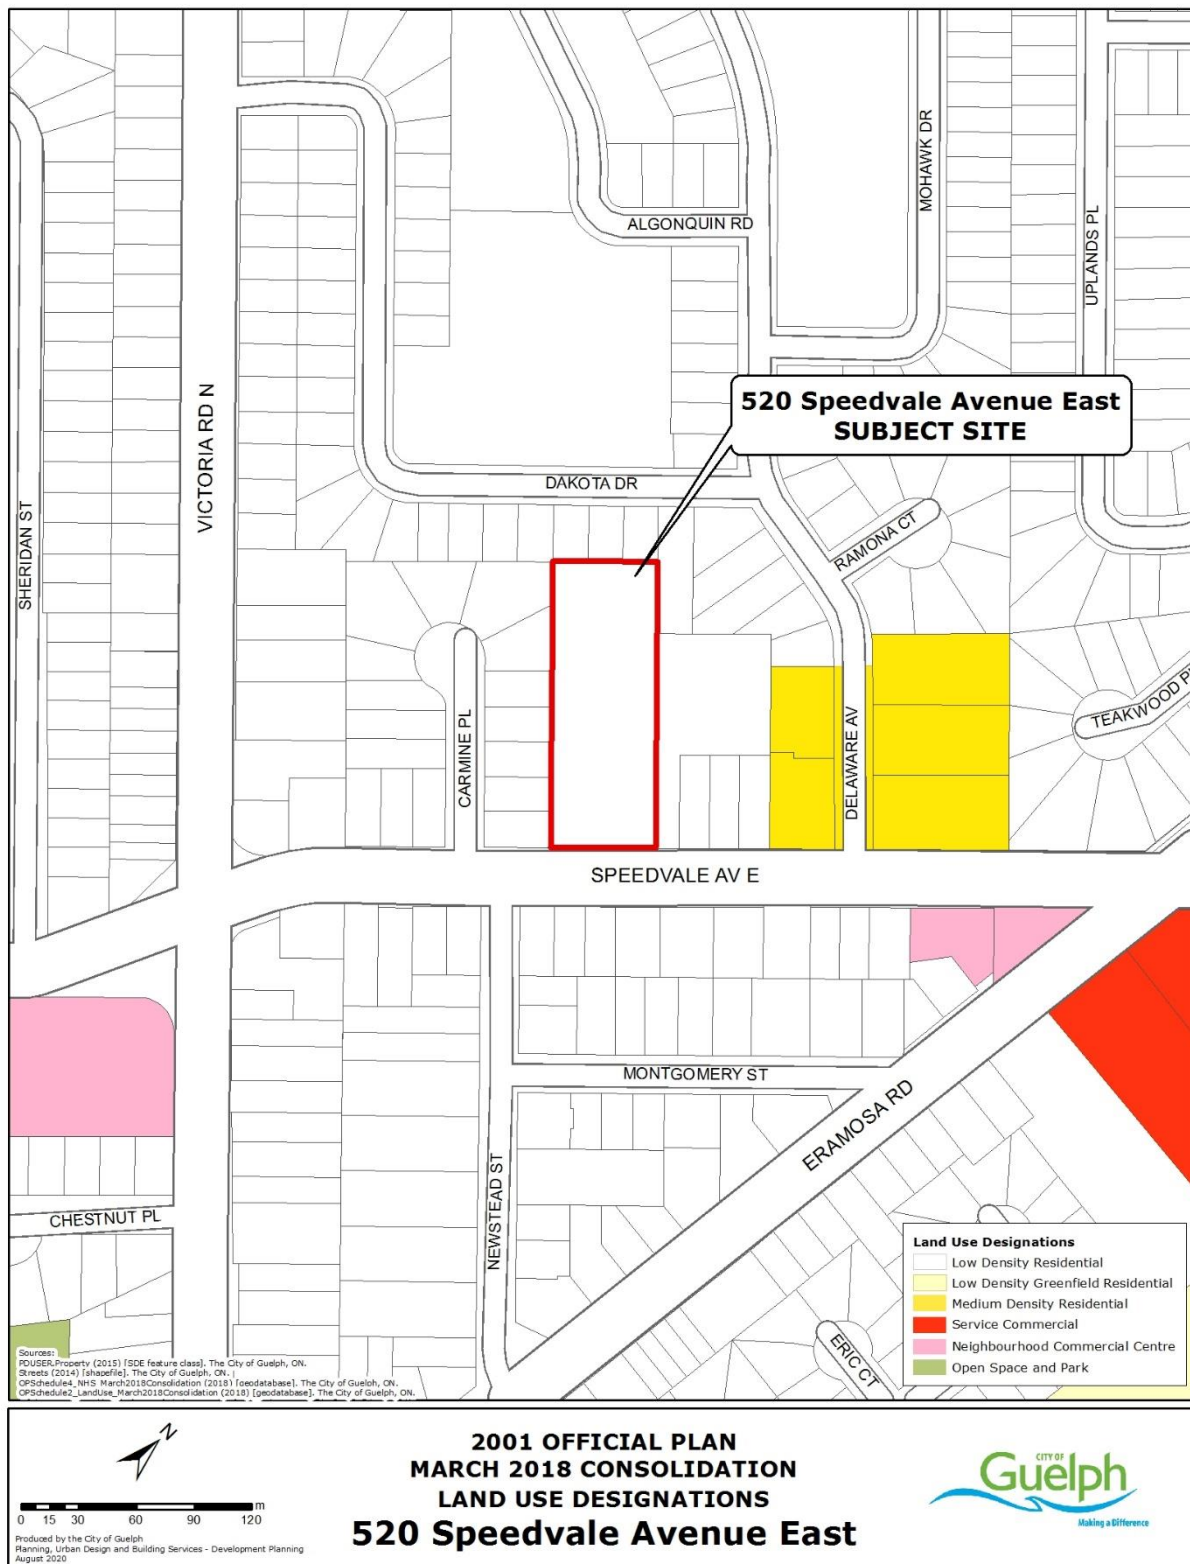 ALGONQUIN RD
MOHAWK DR
UPLANDS PL
VICTORIA RD N
SHERIDAN ST
520 Speedvale Avenue East
SUBJECT SITE
DAKOTA DR
RAMONA CT
CARMINE PL
DELAWARE AV
TEAKWOOD PL
SPEEDVALE AV E
MONTGOMERY ST
ERAMOSA RD
NEWSTEAD ST
CHESTNUT PL
ERIC CT
Land Use Designations
Low Density Residential
Low Density Greenfield Residential
Medium Density Residential
Service Commercial
Neighbourhood Commercial Centre
Open Space and Park
Sources:
PDUSER.Property (2015) [SDE feature class]. The City of Guelph, ON.
Streets (2014) [shapefile]. The City of Guelph, ON.
OPSchedule4_NHS_March2018Consolidation (2018) [geodatabase]. The City of Guelph, ON.
OPSchedule2_LandUse_March2018Consolidation (2018) [geodatabase]. The City of Guelph, ON.
N
m
0 15 30 60 90 120
Produced by the City of Guelph
Planning, Urban Design and Building Services - Development Planning
August 2020
2001 OFFICIAL PLAN
MARCH 2018 CONSOLIDATION
LAND USE DESIGNATIONS
520 Speedvale Avenue East
CITY OF
Guelph
Making a Difference